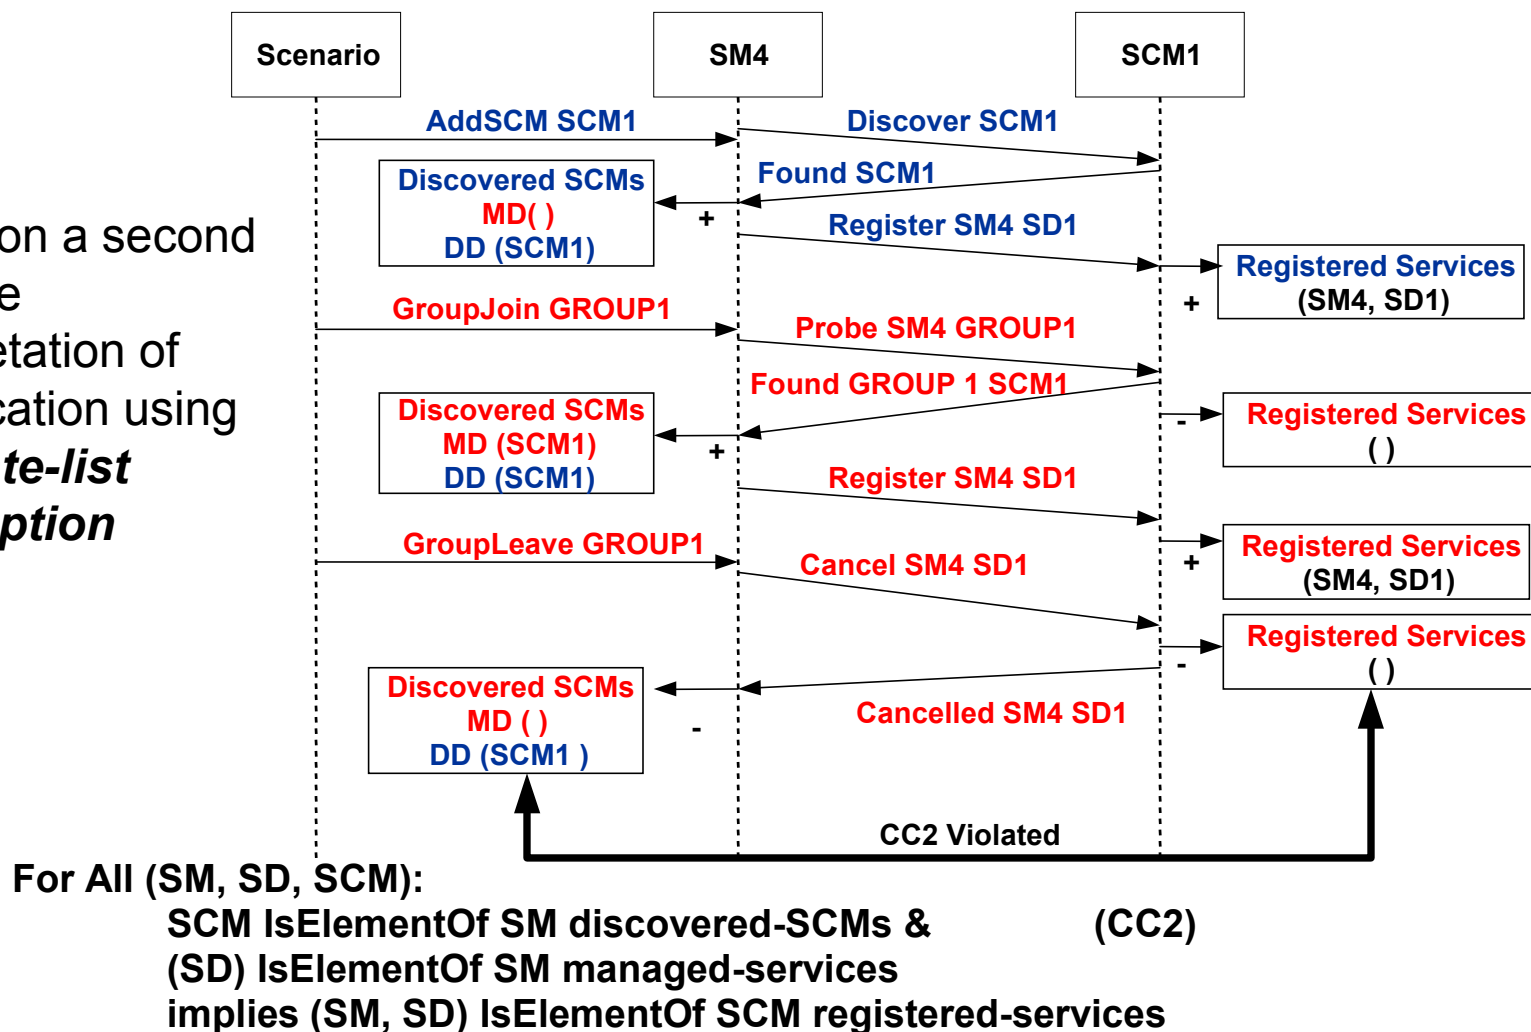 Scenario
SM4
SCM1
AddSCM SCM1
Discover SCM1
Discovered SCMs
MD( )
DD (SCM1)
+
Found SCM1
Register SM4 SD1
Registered Services
(SM4, SD1)
+
on a second
e
etation of
cation using
te-list
ption
GroupJoin GROUP1
Probe SM4 GROUP1
Found GROUP 1 SCM1
Discovered SCMs
MD (SCM1)
DD (SCM1)
+
-
Registered Services
( )
Register SM4 SD1
GroupLeave GROUP1
Cancel SM4 SD1
+
Registered Services
(SM4, SD1)
-
Registered Services
( )
Discovered SCMs
MD ( )
DD (SCM1 )
-
Cancelled SM4 SD1
CC2 Violated
For All (SM, SD, SCM):
SCM IsElementOf SM discovered-SCMs & (CC2)
(SD) IsElementOf SM managed-services
implies (SM, SD) IsElementOf SCM registered-services